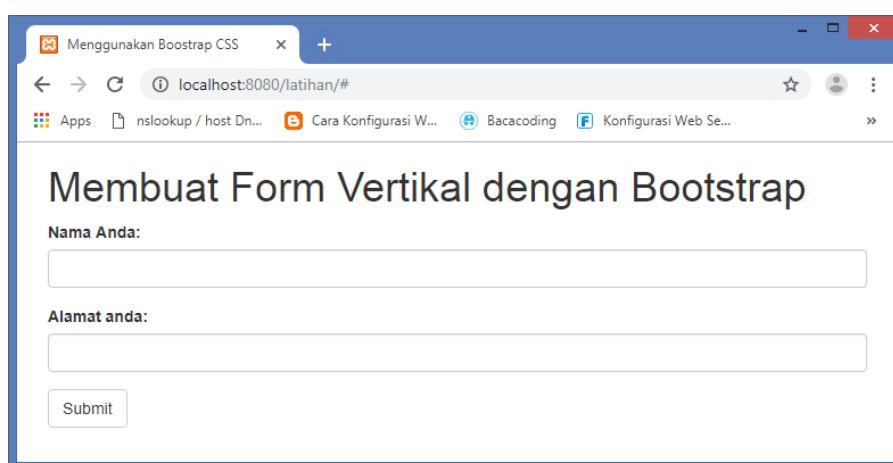 Menggunakan Boostrap CSS
localhost:8080/latihan/#
Apps nslookup / host Dn... Cara Konfigurasi W... Bacacoding Konfigurasi Web Se... »
Membuat Form Vertikal dengan Bootstrap
Nama Anda:
Alamat anda:
Submit